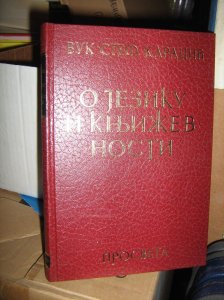 ВУК СТЕФ. КАРАЏИЋ
О ЈЕЗИКУ
И КЊИЖЕВ
НОСТИ
ПРОСВЕТА